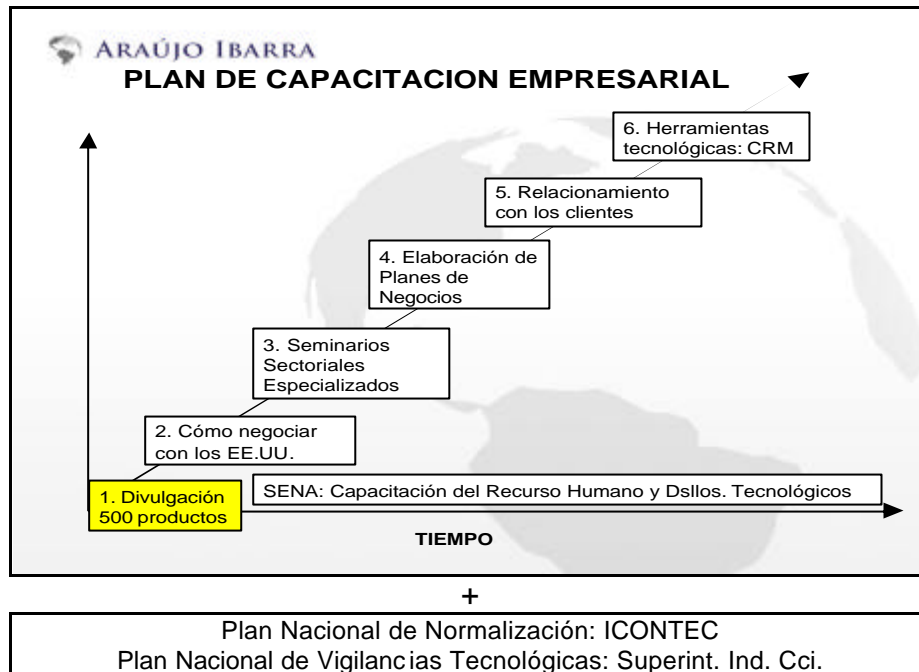 ARAÚJO IBARRA
PLAN DE CAPACITACION EMPRESARIAL
6. Herramientas
tecnológicas: CRM
5. Relacionamiento
con los clientes
4. Elaboración de
Planes de
Negocios
3. Seminarios
Sectoriales
Especializados
2. Cómo negociar
con los EE.UU.
1. Divulgación
500 productos
SENA: Capacitación del Recurso Humano y Dsllos. Tecnológicos
TIEMPO
+
Plan Nacional de Normalización: ICONTEC
Plan Nacional de Vigilancias Tecnológicas: Superint. Ind. Cci.